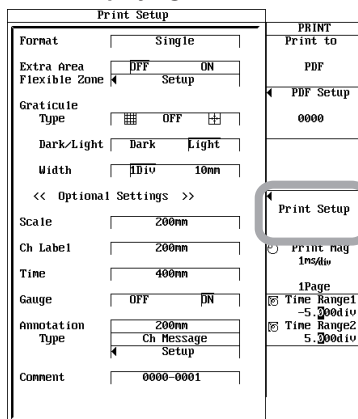 Print Setup
Format Single
Extra Area OFF ON
Flexible Zone Setup
Graticule
Type OFF
Dark/Light Dark Light
Width 1Div 10mm
<< Optional Settings >>
Scale 200mm
Ch Label 200mm
Time 400mm
Gauge OFF ON
Annotation 200mm
Type Ch Message
Setup
Comment 0000-0001
PRINT
Print to
PDF
PDF Setup
0000
Print Setup
Print Mag
1ms/div
1Page
Time Range1
-5.000div
Time Range2
5.000div